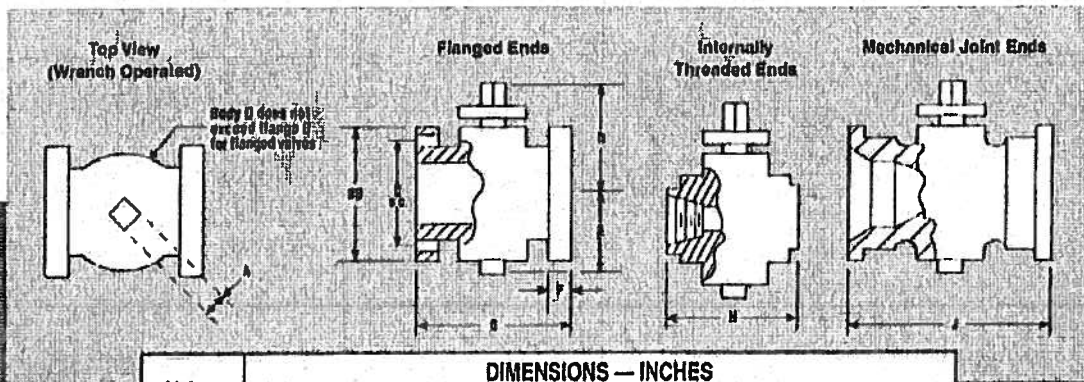 Top View
(Wrench Operated)
Body D does not
exceed flange D
for flanged valves
A
Flanged Ends
D
F
G
Internally
Threaded Ends
H
Mechanical Joint Ends
J
DIMENSIONS — INCHES